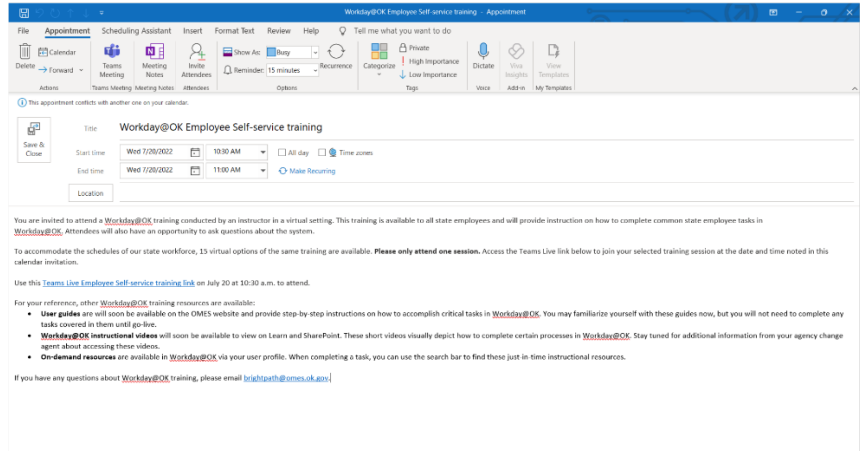 Workday@OK Employee Self-service training - Appointment
File Appointment Scheduling Assistant Insert Format Text Review Help Tell me what you want to do
Delete Calendar Forward
Teams Meeting
Meeting Notes
Invite Attendees
Show As: Busy
Reminder: 15 minutes
Recurrence
Categorize
Private
High Importance
Low Importance
Dictate
Viva Insights
View Templates
Actions Teams Meeting Meeting Notes Attendees Options Tags Voice Add-in My Templates
This appointment conflicts with another one on your calendar.
Save & Close
Title Workday@OK Employee Self-service training
Start time Wed 7/20/2022 10:30 AM All day Time zones
End time Wed 7/20/2022 11:00 AM Make Recurring
Location
You are invited to attend a Workday@OK training conducted by an instructor in a virtual setting. This training is available to all state employees and will provide instruction on how to complete common state employee tasks in
Workday@OK. Attendees will also have an opportunity to ask questions about the system.
To accommodate the schedules of our state workforce, 15 virtual options of the same training are available. Please only attend one session. Access the Teams Live link below to join your selected training session at the date and time noted in this
calendar invitation.
Use this Teams Live Employee Self-service training link on July 20 at 10:30 a.m. to attend.
For your reference, other Workday@OK training resources are available:
• User guides are will soon be available on the OMES website and provide step-by-step instructions on how to accomplish critical tasks in Workday@OK. You may familiarize yourself with these guides now, but you will not need to complete any
tasks covered in them until go-live.
• Workday@OK instructional videos will soon be available to view on Learn and SharePoint. These short videos visually depict how to complete certain processes in Workday@OK. Stay tuned for additional information from your agency change
agent about accessing these videos.
• On-demand resources are available in Workday@OK via your user profile. When completing a task, you can use the search bar to find these just-in-time instructional resources.
If you have any questions about Workday@OK training, please email brightpath@omes.ok.gov.